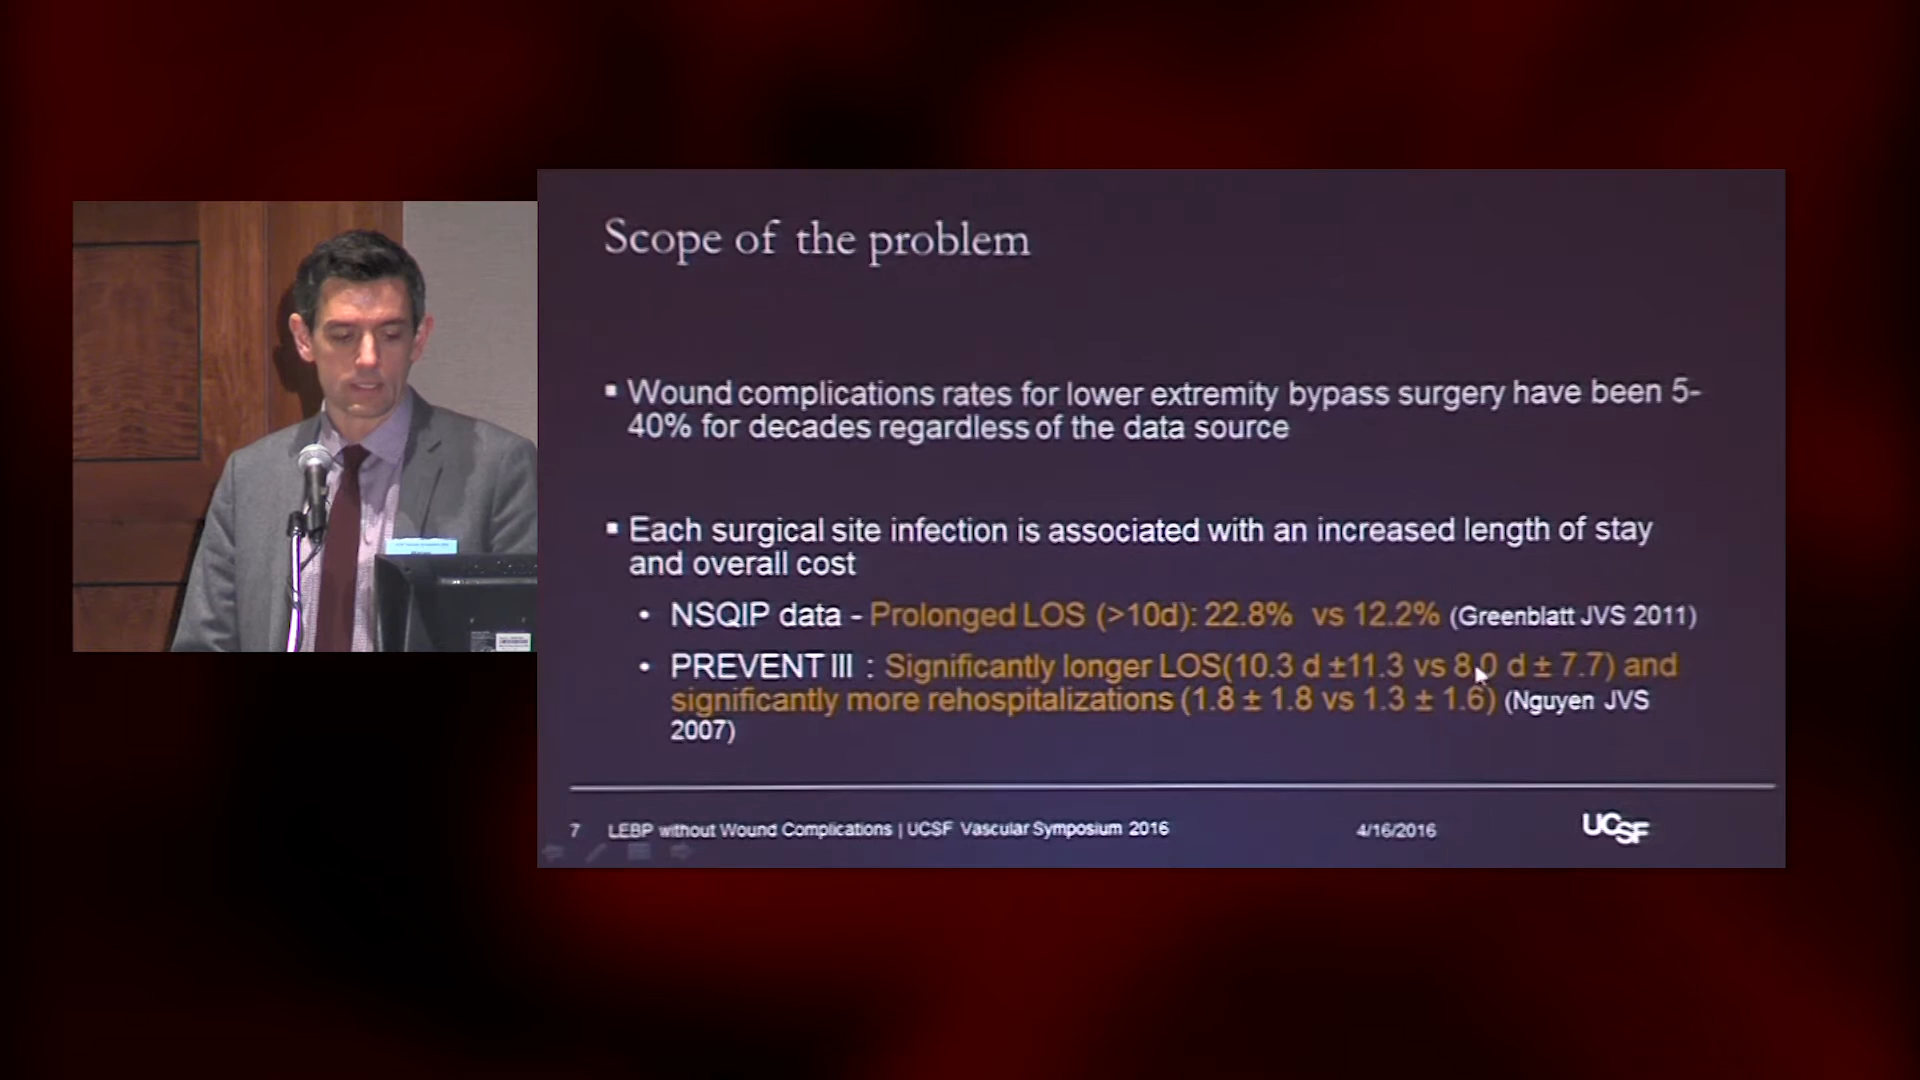 Scope of the problem
▪ Wound complications rates for lower extremity bypass surgery have been 5-
40% for decades regardless of the data source
▪ Each surgical site infection is associated with an increased length of stay
and overall cost
• NSQIP data - Prolonged LOS (>10d): 22.8% vs 12.2% (Greenblatt JVS 2011)
• PREVENT III : Significantly longer LOS(10.3 d ±11.3 vs 8.0 d ± 7.7) and
significantly more rehospitalizations (1.8 ± 1.8 vs 1.3 ± 1.6) (Nguyen JVS
2007)
7 LEBP without Wound Complications | UCSF Vascular Symposium 2016 4/16/2016 UCSF